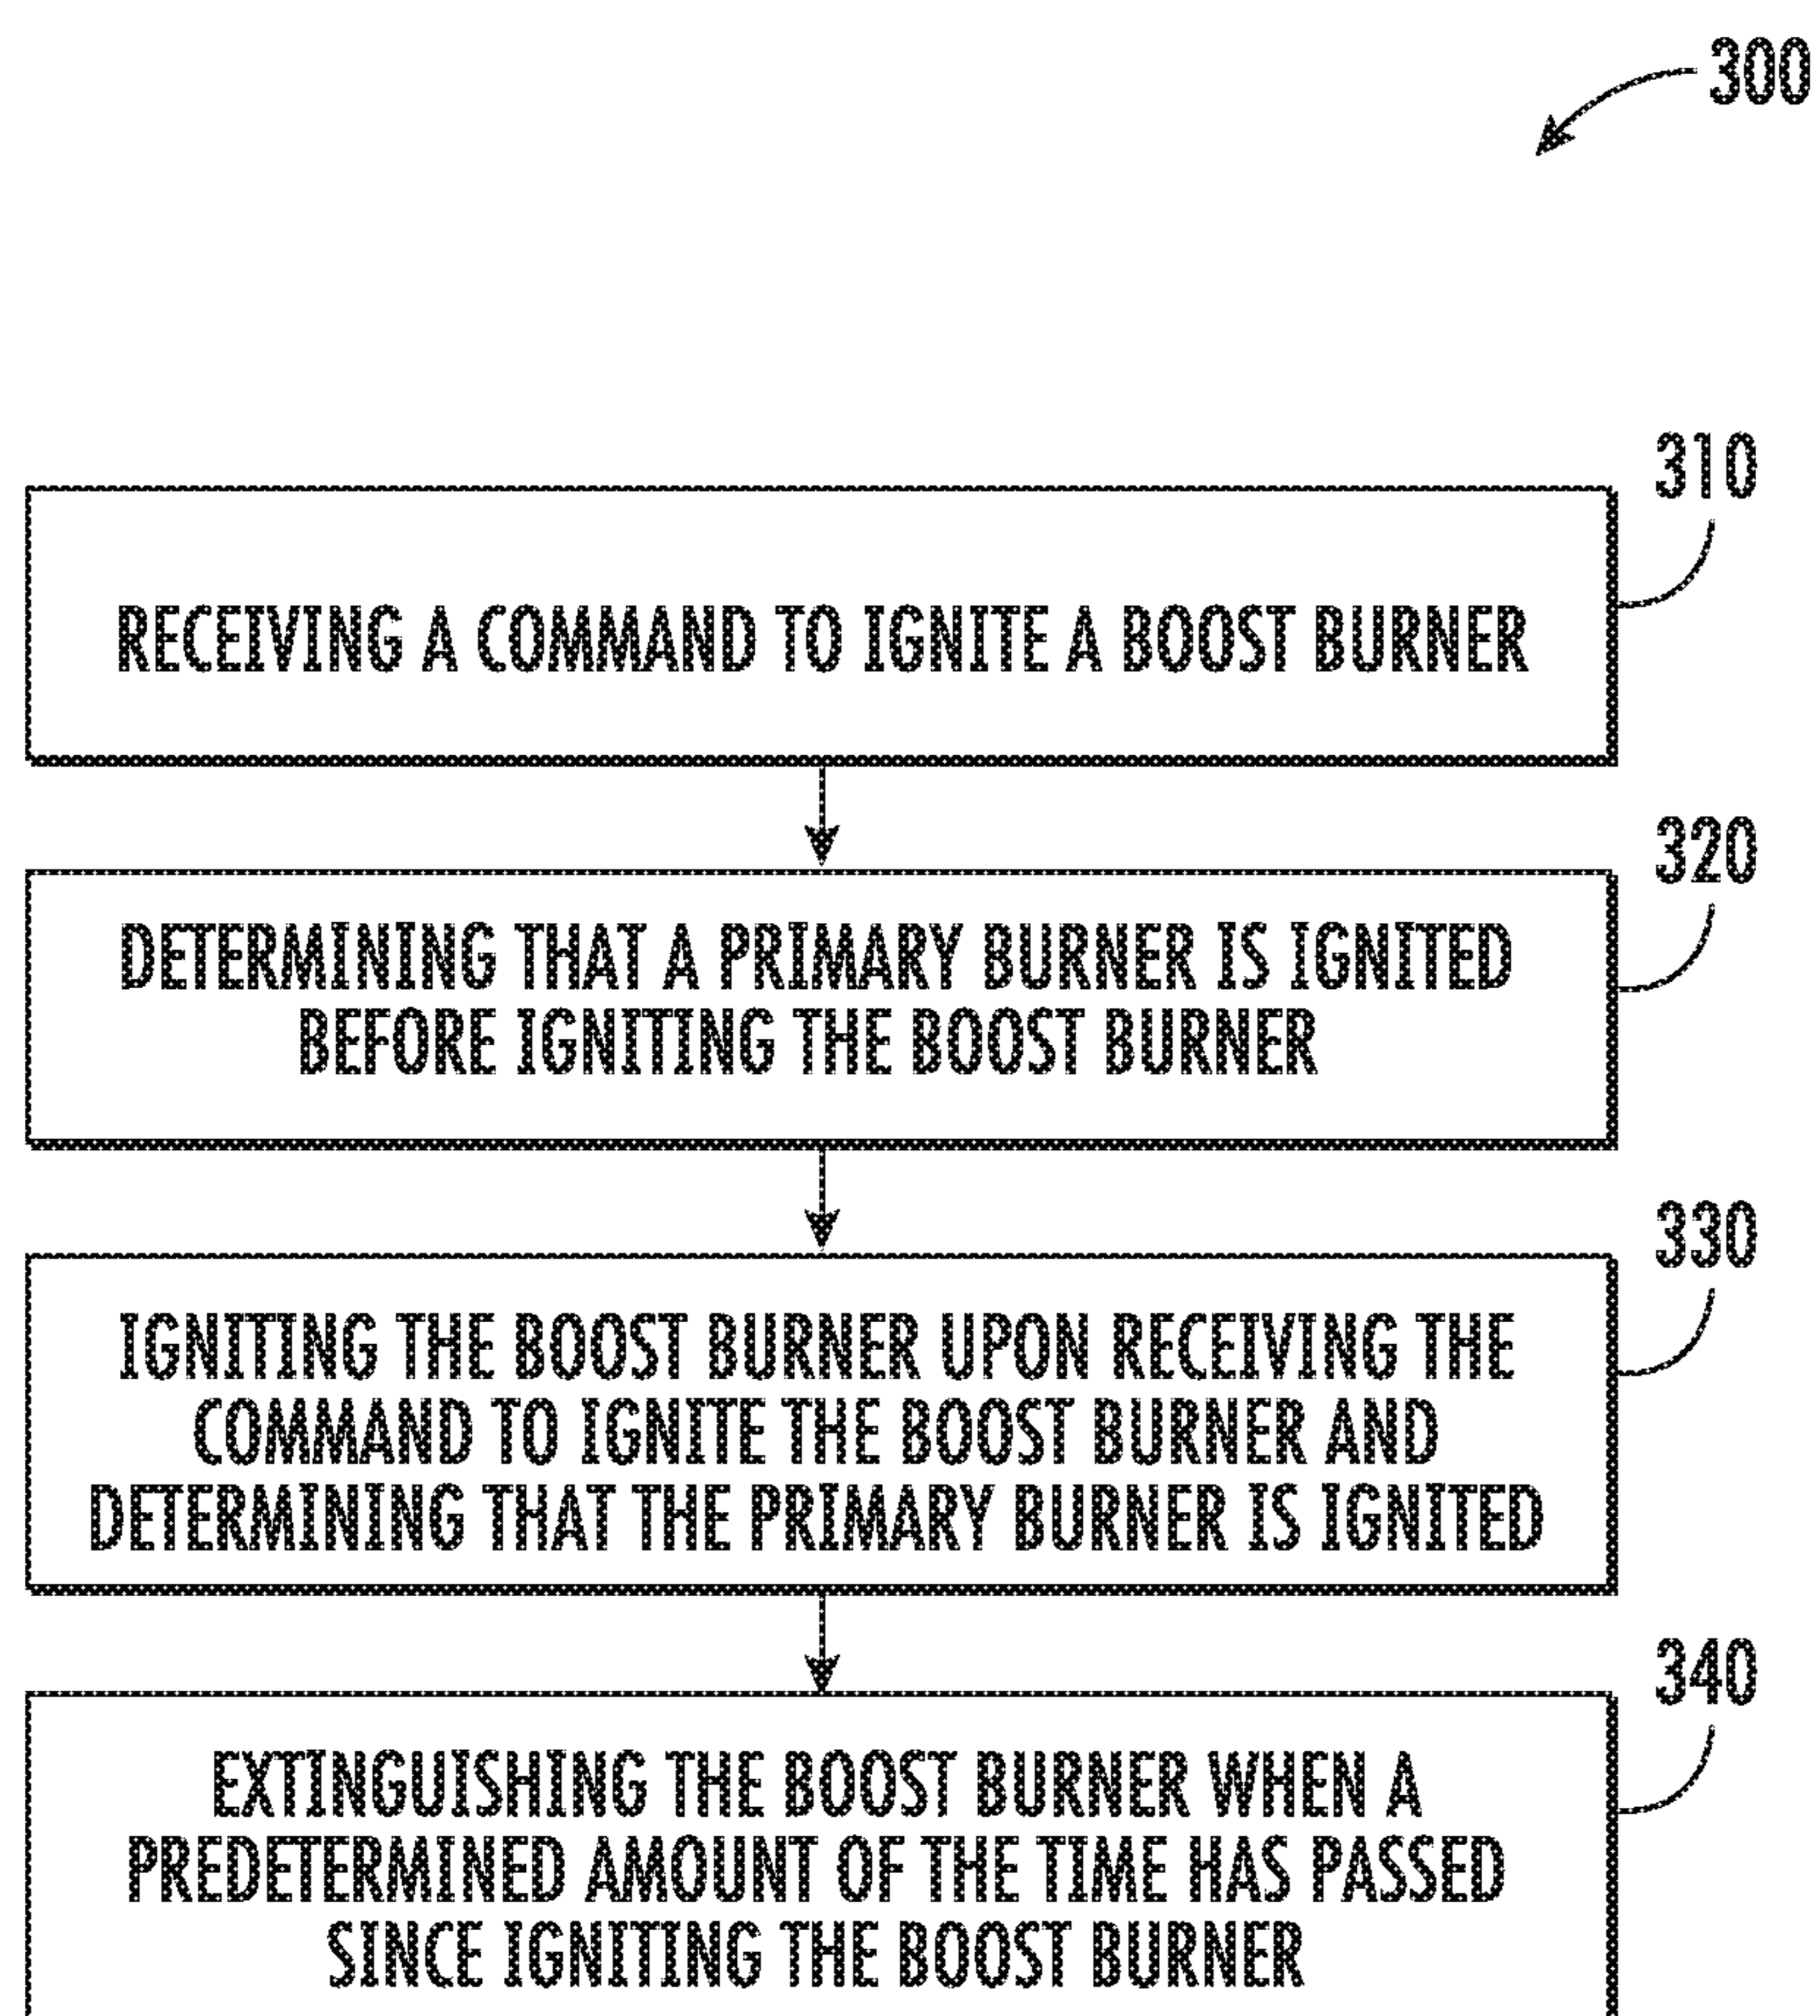 300
310
RECEIVING A COMMAND TO IGNITE A BOOST BURNER
320
DETERMINING THAT A PRIMARY BURNER IS IGNITED
BEFORE IGNITING THE BOOST BURNER
330
IGNITING THE BOOST BURNER UPON RECEIVING THE
COMMAND TO IGNITE THE BOOST BURNER AND
DETERMINING THAT THE PRIMARY BURNER IS IGNITED
340
EXTINGUISHING THE BOOST BURNER WHEN A
PREDETERMINED AMOUNT OF THE TIME HAS PASSED
SINCE IGNITING THE BOOST BURNER